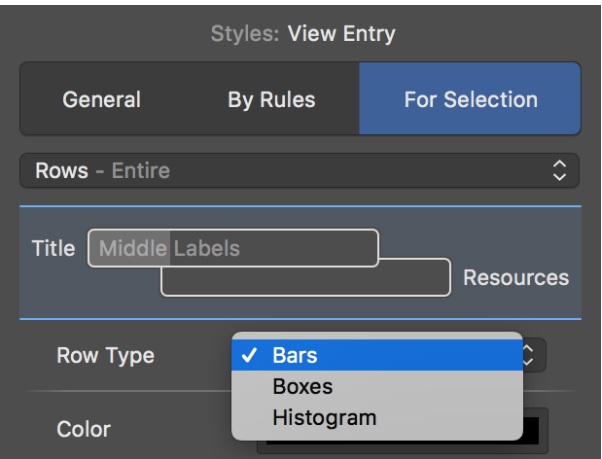 Styles: View Entry
General By Rules For Selection
Rows - Entire
Title Middle Labels
Resources
Row Type ✓ Bars
Boxes
Histogram
Color